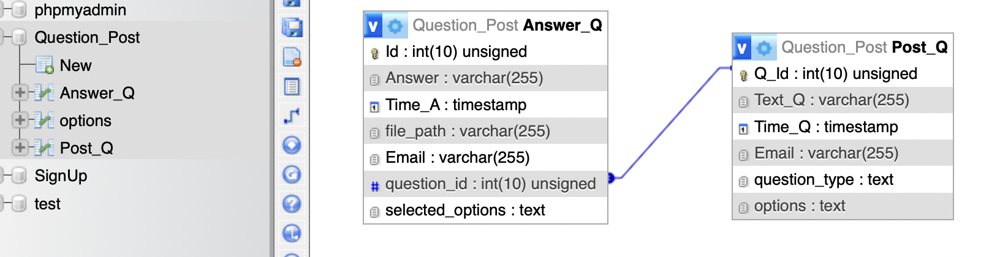 phpmyadmin
Question_Post
New
Answer_Q
options
Post_Q
SignUp
test
v Question_Post Answer_Q
Id : int(10) unsigned
Answer : varchar(255)
Time_A : timestamp
file_path : varchar(255)
Email : varchar(255)
# question_id : int(10) unsigned
selected_options : text
v Question_Post Post_Q
Q_Id : int(10) unsigned
Text_Q : varchar(255)
Time_Q : timestamp
Email : varchar(255)
question_type : text
options : text